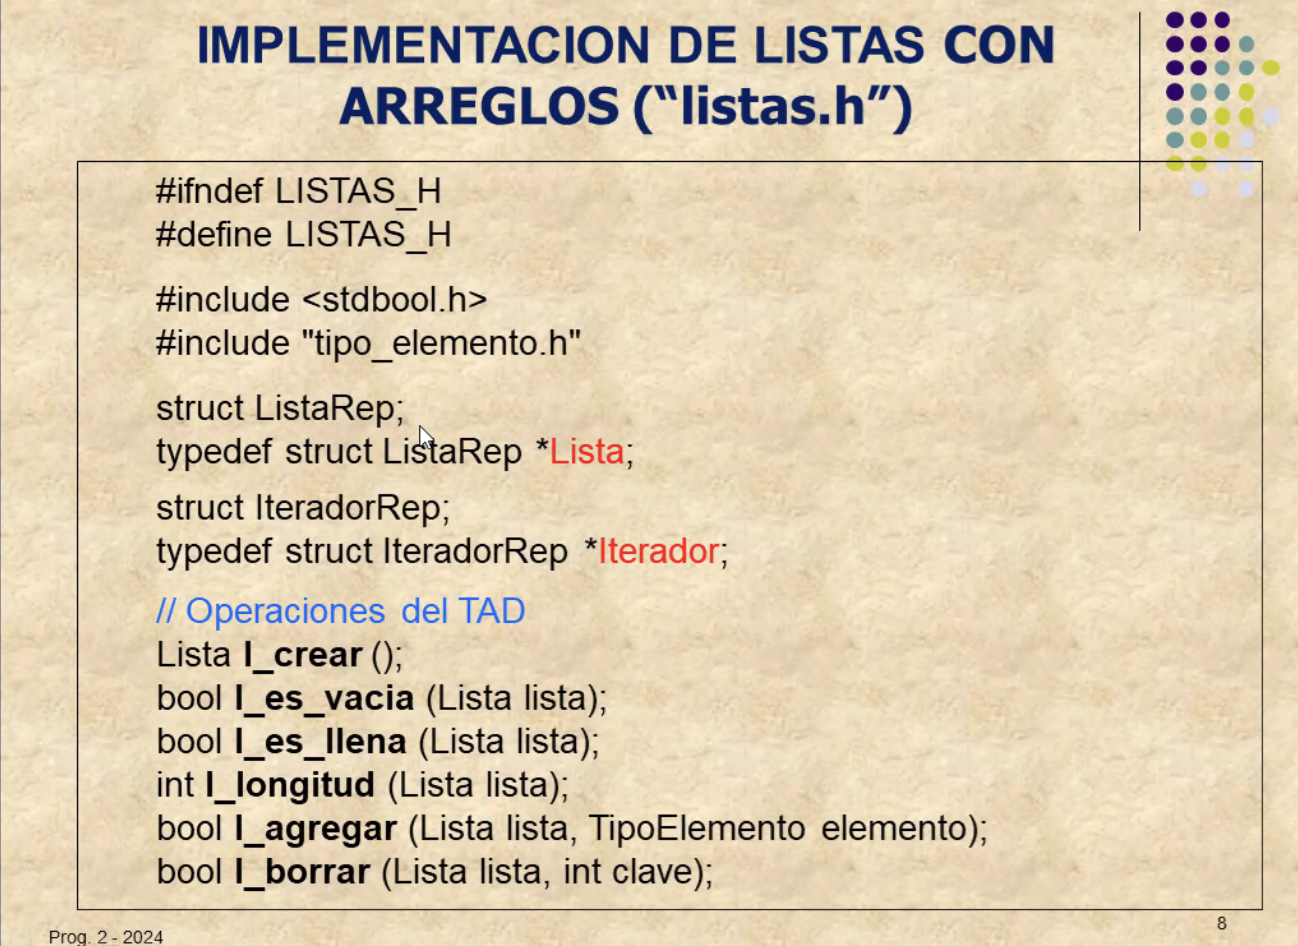 IMPLEMENTACION DE LISTAS CON
ARREGLOS (“listas.h”)
#ifndef LISTAS_H
#define LISTAS_H
#include <stdbool.h>
#include "tipo_elemento.h"
struct ListaRep;
typedef struct ListaRep *Lista;
struct IteradorRep;
typedef struct IteradorRep *Iterador;
// Operaciones del TAD
Lista l_crear ();
bool l_es_vacia (Lista lista);
bool l_es_llena (Lista lista);
int l_longitud (Lista lista);
bool l_agregar (Lista lista, TipoElemento elemento);
bool l_borrar (Lista lista, int clave);
8
Prog. 2 - 2024